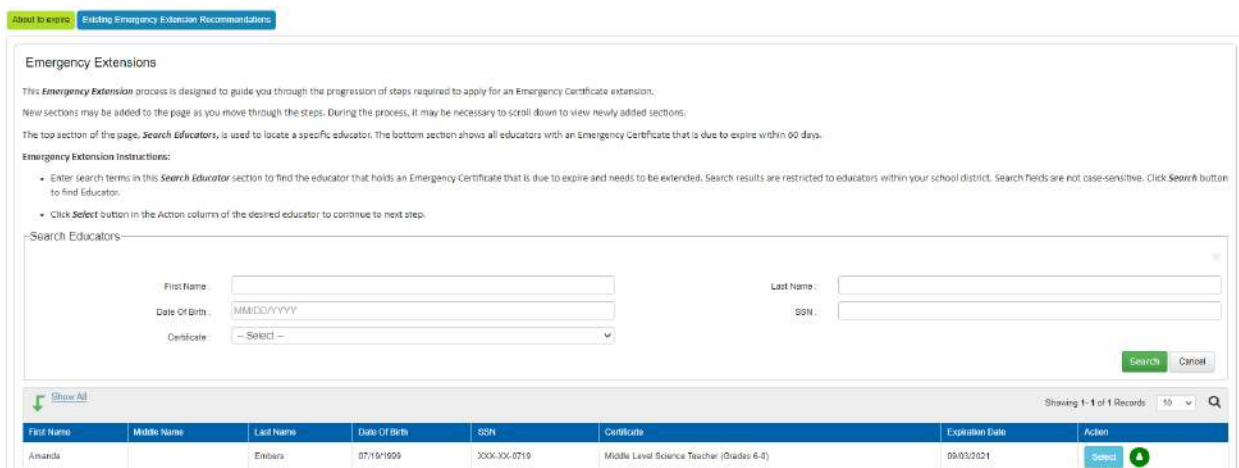 About to expire Existing Emergency Extension Recommendations
Emergency Extensions
This Emergency Extension process is designed to guide you through the progression of steps required to apply for an Emergency Certificate extension.
New sections may be added to the page as you move through the steps. During the process, it may be necessary to scroll down to view newly added sections.
The top section of the page, Search Educators, is used to locate a specific educator. The bottom section shows all educators with an Emergency Certificate that is due to expire within 60 days.
Emergency Extension Instructions:
• Enter search terms in this Search Educator section to find the educator that holds an Emergency Certificate that is due to expire and needs to be extended. Search results are restricted to educators within your school district. Search fields are not case-sensitive. Click Search button
to find Educator.
• Click Select button in the Action column of the desired educator to continue to next step.
Search Educators
First Name : Last Name :
Date Of Birth : MM/DD/YYYY SSN :
Certificate : -- Select --
Search Cancel
Show All Showing 1-1 of 1 Records 10
First Name Middle Name Last Name Date Of Birth SSN Certificate Expiration Date Action
Amanda Embers 07/19/1999 XXX-XX-0719 Middle Level Science Teacher (Grades 6-8) 09/03/2021 Select